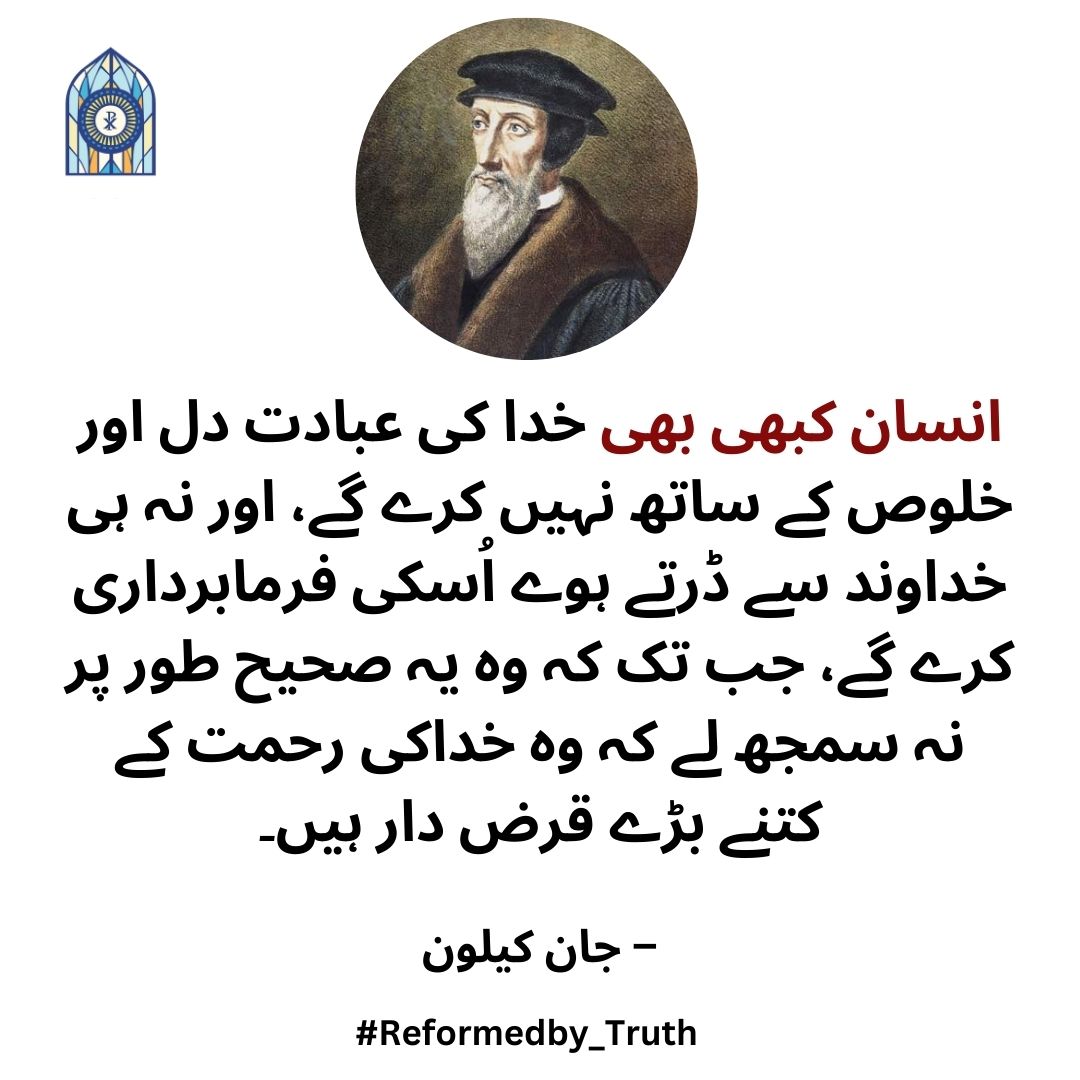 انسان کبھی بھی خدا کی عبادت دل اور
خلوص کے ساتھ نہیں کرے گے، اور نہ ہی
خداوند سے ڈرتے ہوے اُسکی فرمابرداری
کرے گے، جب تک کہ وہ یہ صحیح طور پر
نہ سمجھ لے کہ وہ خداکی رحمت کے
کتنے بڑے قرض دار ہیں۔
– جان کیلون
#Reformedby_Truth